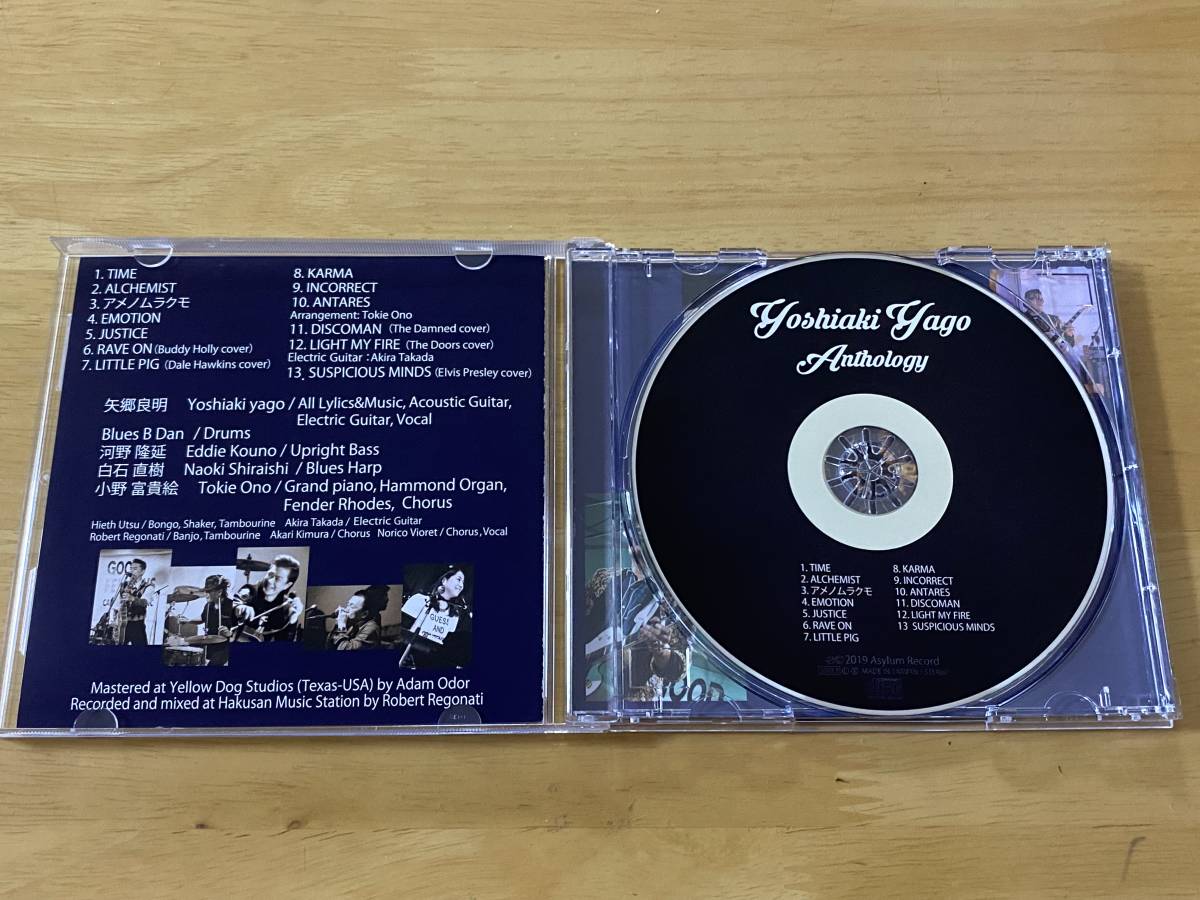 1. TIME
2. ALCHEMIST
3. アメノムラクモ
4. EMOTION
5. JUSTICE
6. RAVE ON (Buddy Holly cover)
7. LITTLE PIG (Dale Hawkins cover)
8. KARMA
9. INCORRECT
10. ANTARES
Arrangement: Tokie Ono
11. DISCOMAN (The Damned cover)
12. LIGHT MY FIRE (The Doors cover)
Electric Guitar : Akira Takada
13. SUSPICIOUS MINDS (Elvis Presley cover)
矢郷良明 Yoshiaki yago / All Lylics&Music, Acoustic Guitar,
Electric Guitar, Vocal
Blues B Dan / Drums
河野 隆延 Eddie Kouno / Upright Bass
白石 直樹 Naoki Shiraishi / Blues Harp
小野 富貴絵 Tokie Ono / Grand piano, Hammond Organ,
Fender Rhodes, Chorus
Hieth Utsu / Bongo, Shaker, Tambourine Akira Takada / Electric Guitar
Robert Regonati / Banjo, Tambourine Akari Kimura / Chorus Norico Vioret / Chorus, Vocal
GUESS
AND
Mastered at Yellow Dog Studios (Texas-USA) by Adam Odor
Recorded and mixed at Hakusan Music Station by Robert Regonati
Yoshiaki Yago
Anthology
1. TIME
2. ALCHEMIST
3. アメノムラクモ
4. EMOTION
5. JUSTICE
6. RAVE ON
7. LITTLE PIG
8. KARMA
9. INCORRECT
10. ANTARES
11. DISCOMAN
12. LIGHT MY FIRE
13 SUSPICIOUS MINDS
℗© 2019 Asylum Record
GOOD